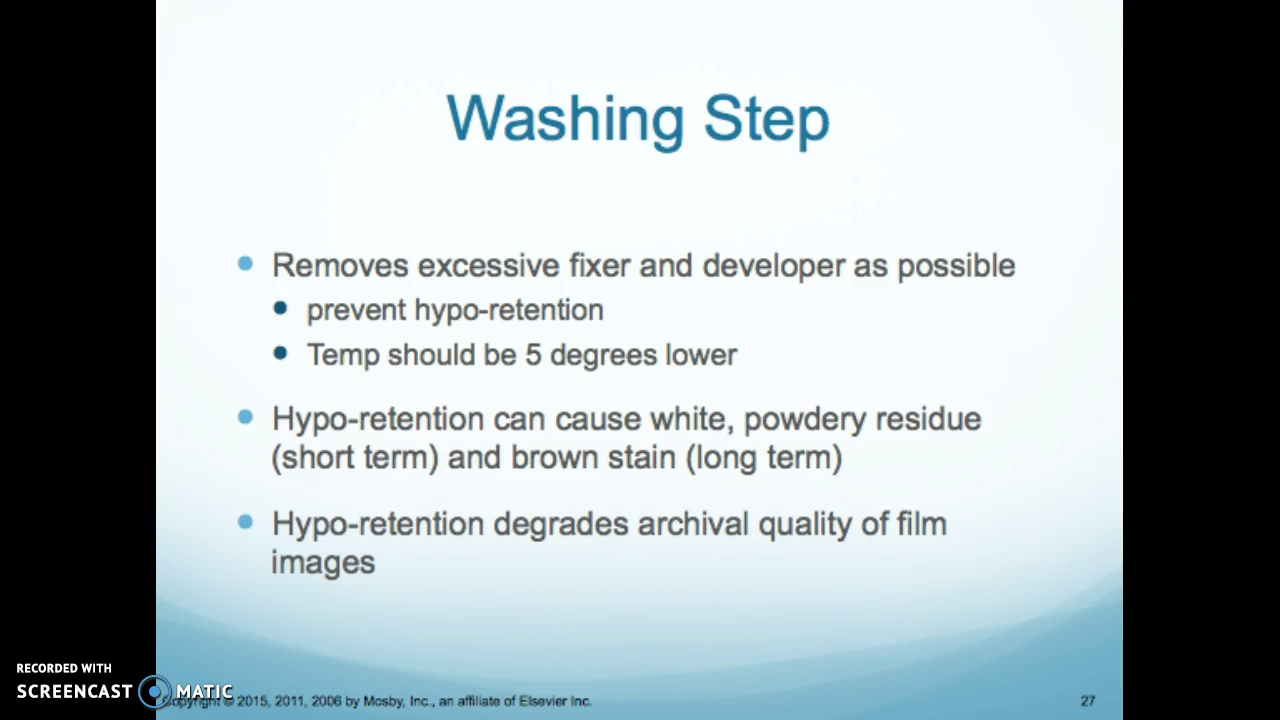 Washing Step
Removes excessive fixer and developer as possible
prevent hypo-retention
Temp should be 5 degrees lower
Hypo-retention can cause white, powdery residue
(short term) and brown stain (long term)
Hypo-retention degrades archival quality of film
images
RECORDED WITH
SCREENCAST MATIC
Copyright © 2015, 2011, 2006 by Mosby, Inc., an affiliate of Elsevier Inc.
27